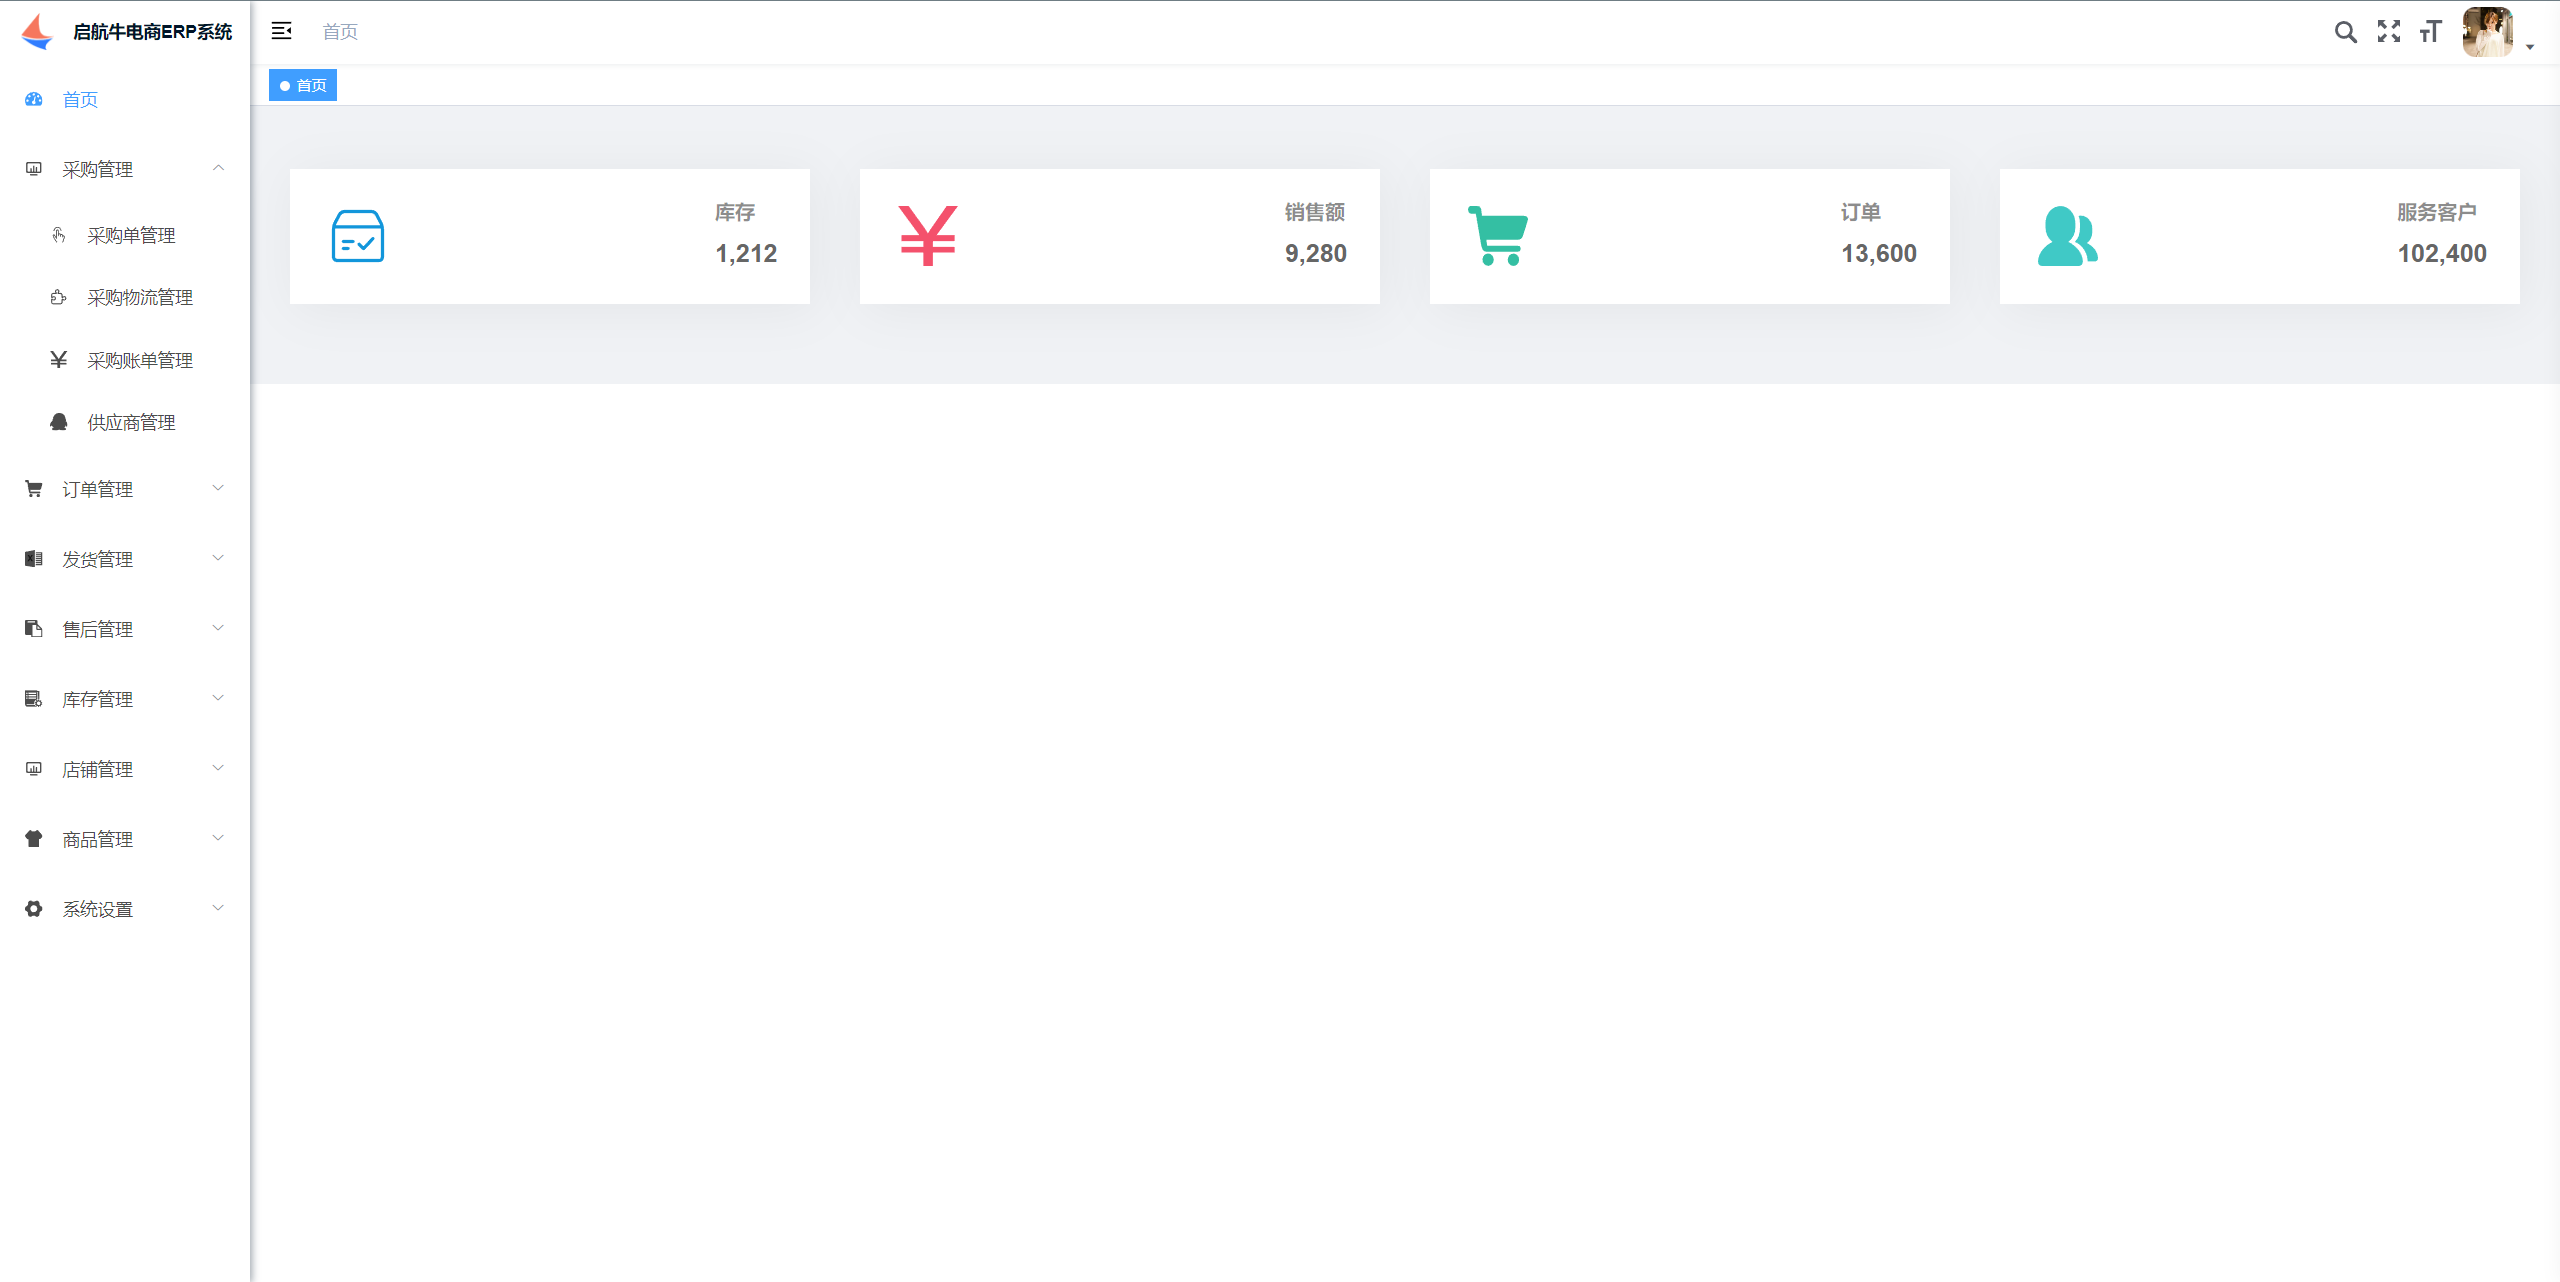 启航牛电商ERP系统
首页
首页
首页
采购管理
采购单管理
采购物流管理
采购账单管理
供应商管理
订单管理
发货管理
售后管理
库存管理
店铺管理
商品管理
系统设置
库存
1,212
销售额
9,280
订单
13,600
服务客户
102,400